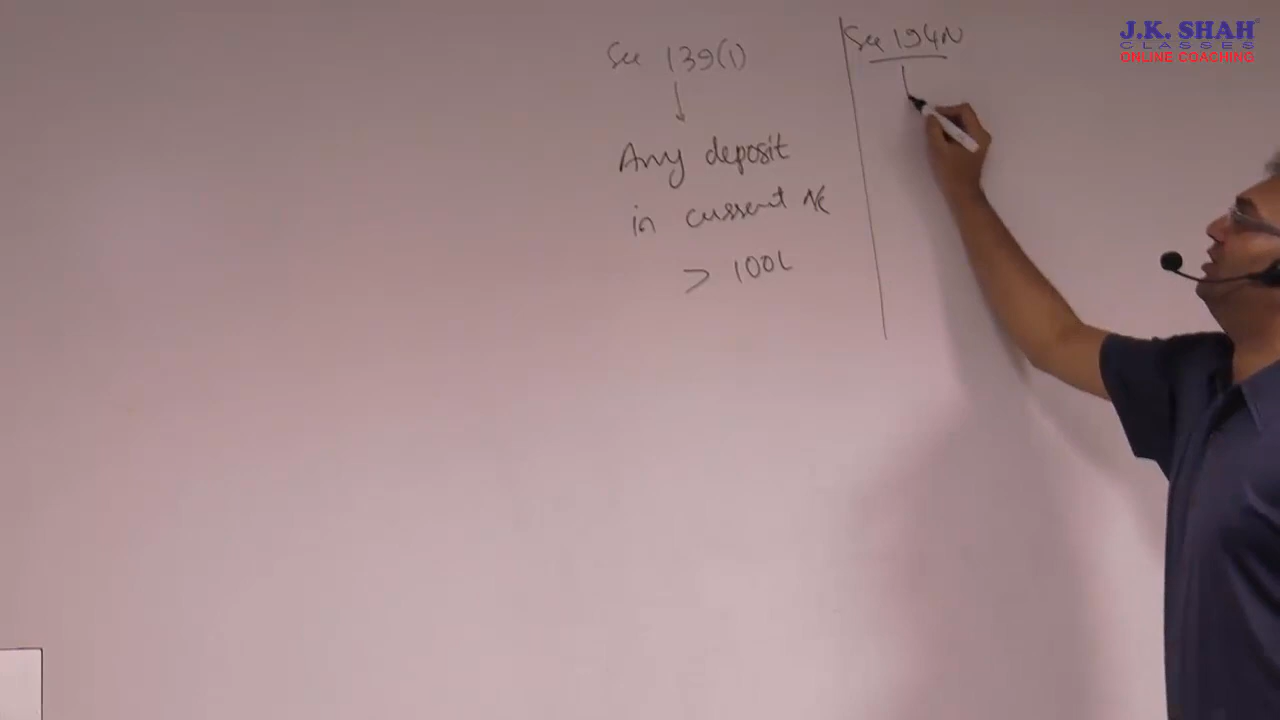 Sec 139(1)
Any deposit
in current A/c
> 100L
Sec 194N
J.K. SHAH
CLASSES
ONLINE COACHING